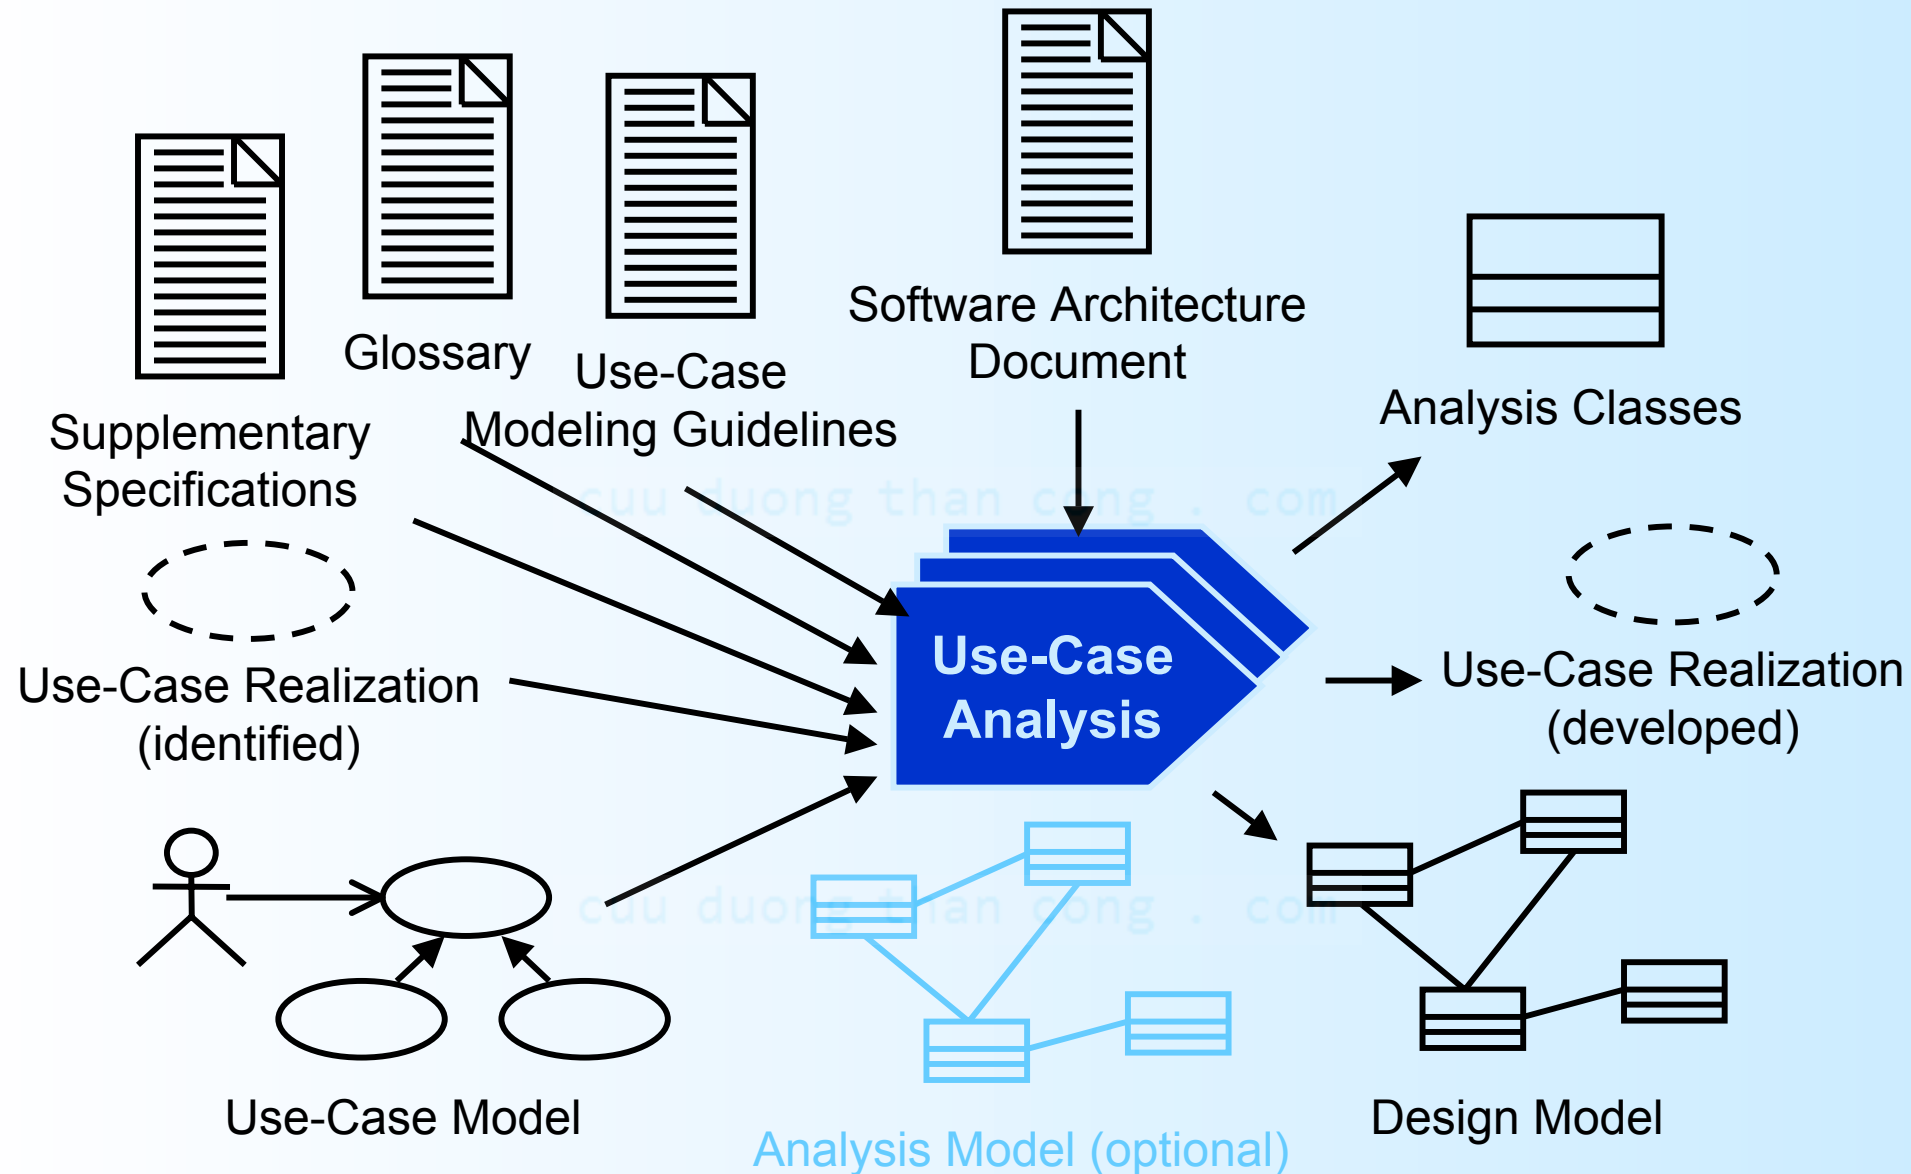 Supplementary
Specifications
Glossary
Use-Case
Modeling Guidelines
Software Architecture
Document
Analysis Classes
cuu duong than cong . com
Use-Case Realization
(identified)
Use-Case
Analysis
Use-Case Realization
(developed)
cuu duong than cong . com
Use-Case Model
Analysis Model (optional)
Design Model